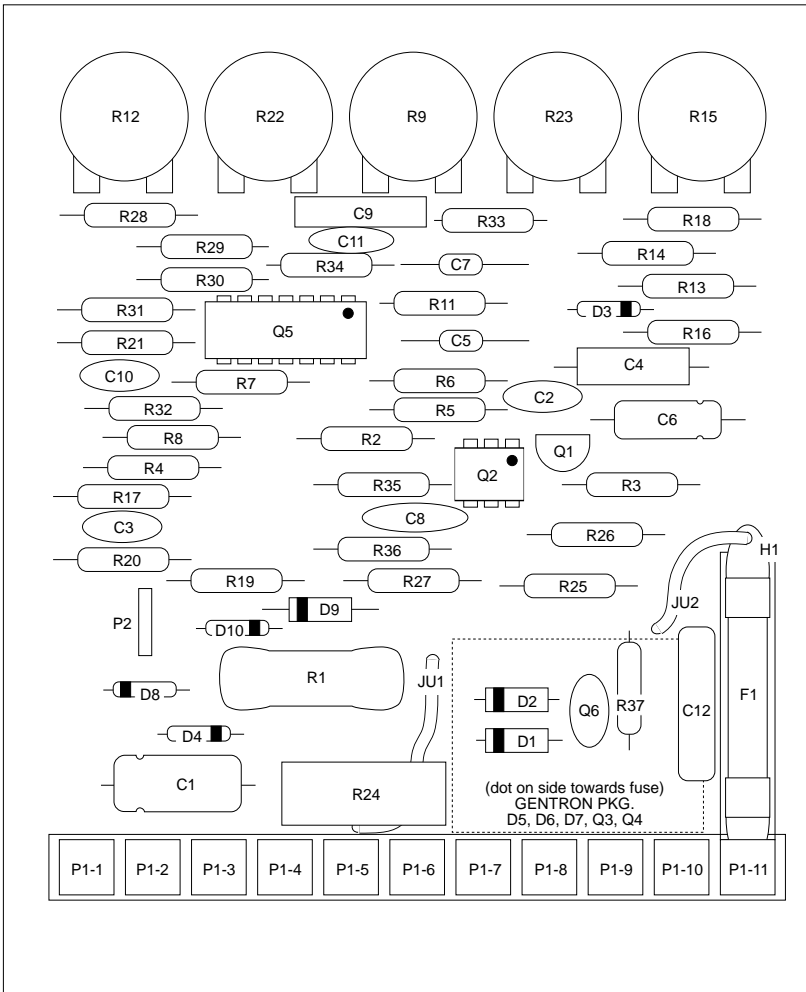 R12 R22 R9 R23 R15
R28 C9 R33 R18
R29 C11 R14
R30 R34 C7 R13
R31 Q5 R11 D3
R21 C5 R16
C10 R7 R6 C2 C4
R32 R5 C6
R8 R2 Q1
R4 Q2
R17 R35 R3
C3 C8 R26
R20 R36 H1
R19 R27 R25
P2 D9 JU2
D10
D8 R1 JU1 D2 Q6 R37 C12 F1
D4 D1
C1 R24
(dot on side towards fuse)
GENTRON PKG.
D5, D6, D7, Q3, Q4
P1-1 P1-2 P1-3 P1-4 P1-5 P1-6 P1-7 P1-8 P1-9 P1-10 P1-11